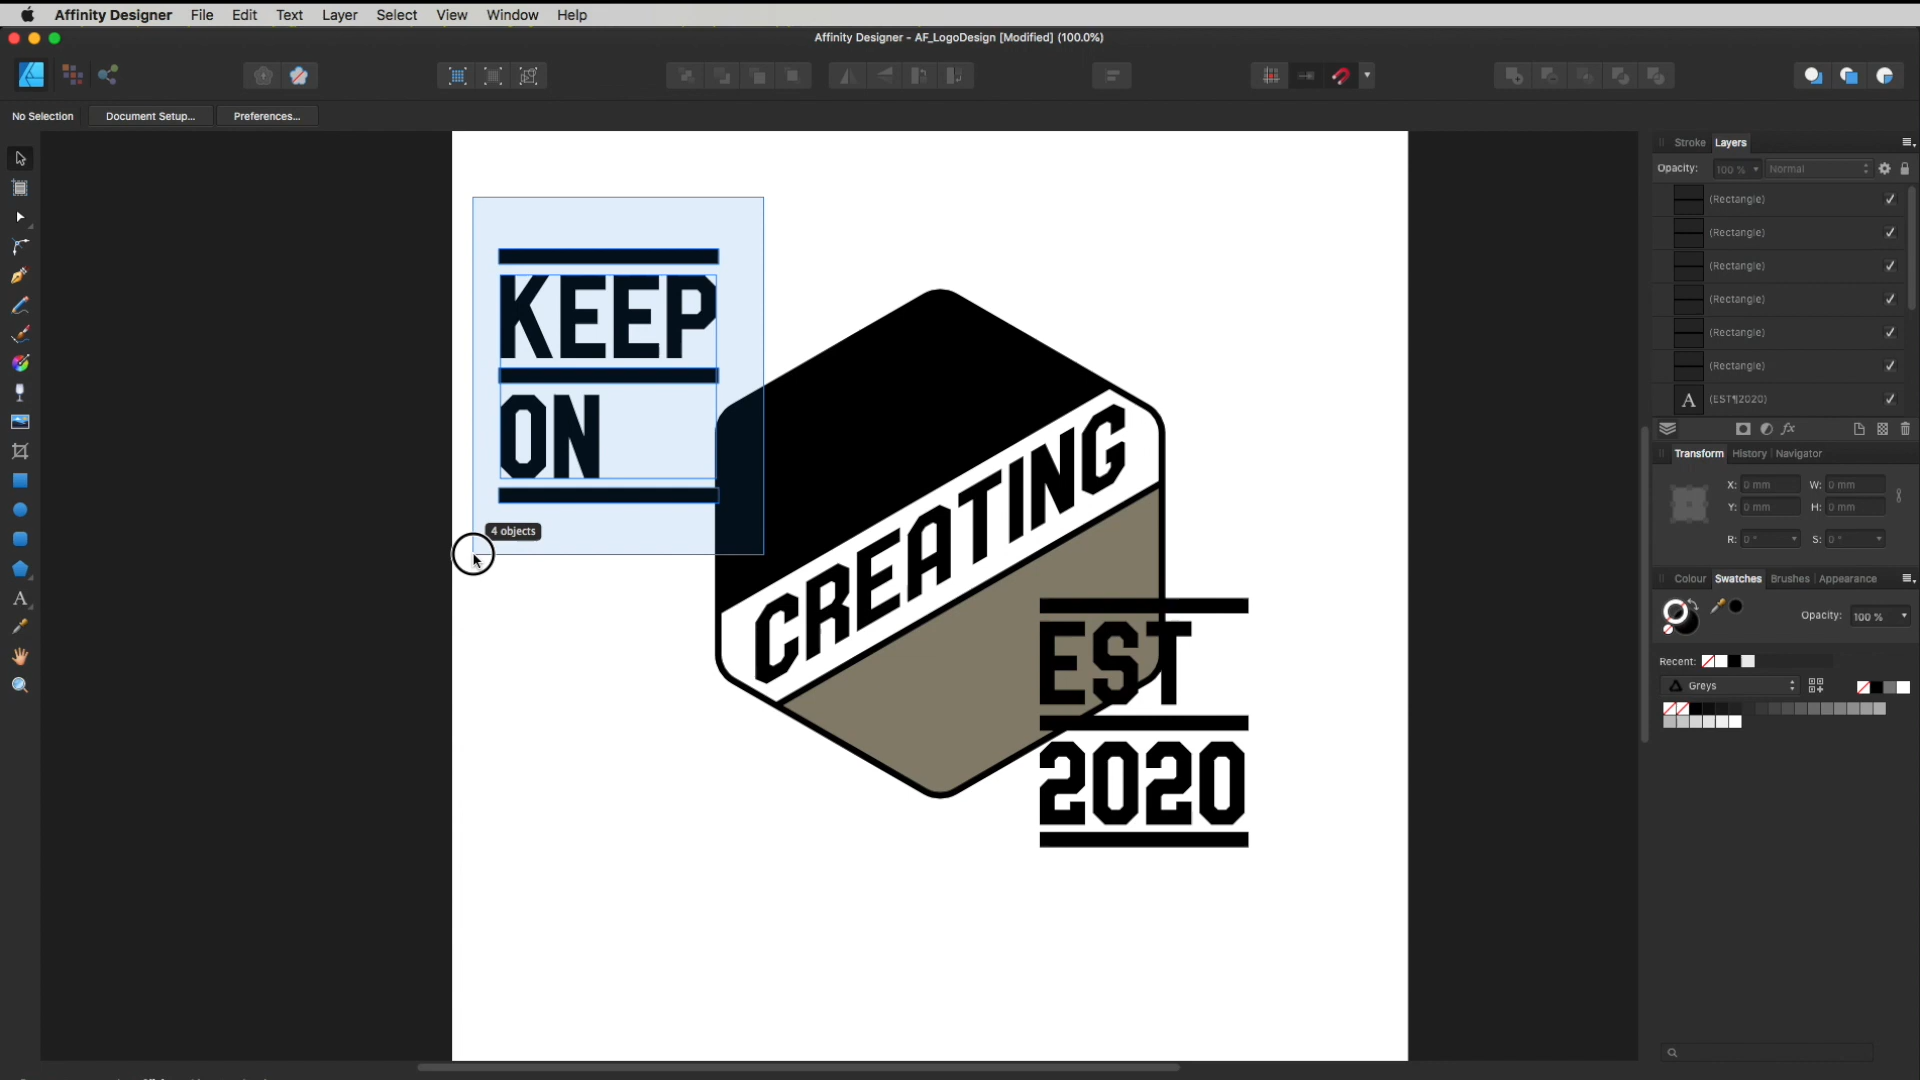 Affinity Designer File Edit Text Layer Select View Window Help
Affinity Designer - AF_LogoDesign [Modified] (100.0%)
No Selection Document Setup... Preferences...
Stroke Layers
Opacity: 100 % Normal
(Rectangle)
(Rectangle)
(Rectangle)
(Rectangle)
(Rectangle)
(Rectangle)
A (EST¶2020)
fx
Transform History Navigator
X: 0 mm W: 0 mm
Y: 0 mm H: 0 mm
R: 0 ° S: 0 °
Colour Swatches Brushes Appearance
Opacity: 100 %
Recent:
Greys
KEEP
ON
4 objects
CREATING
EST
2020